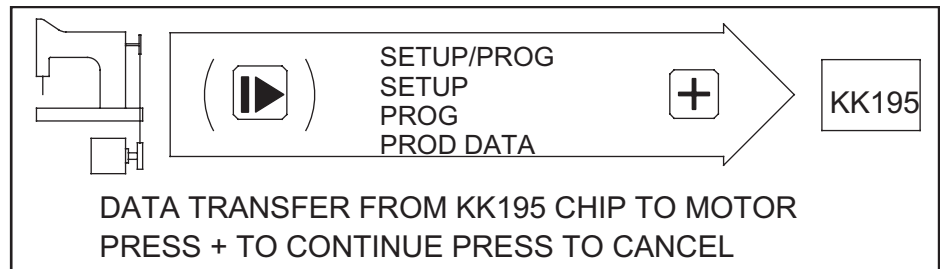 SETUP/PROG
SETUP
PROG
PROD DATA
KK195
DATA TRANSFER FROM KK195 CHIP TO MOTOR
PRESS + TO CONTINUE PRESS TO CANCEL